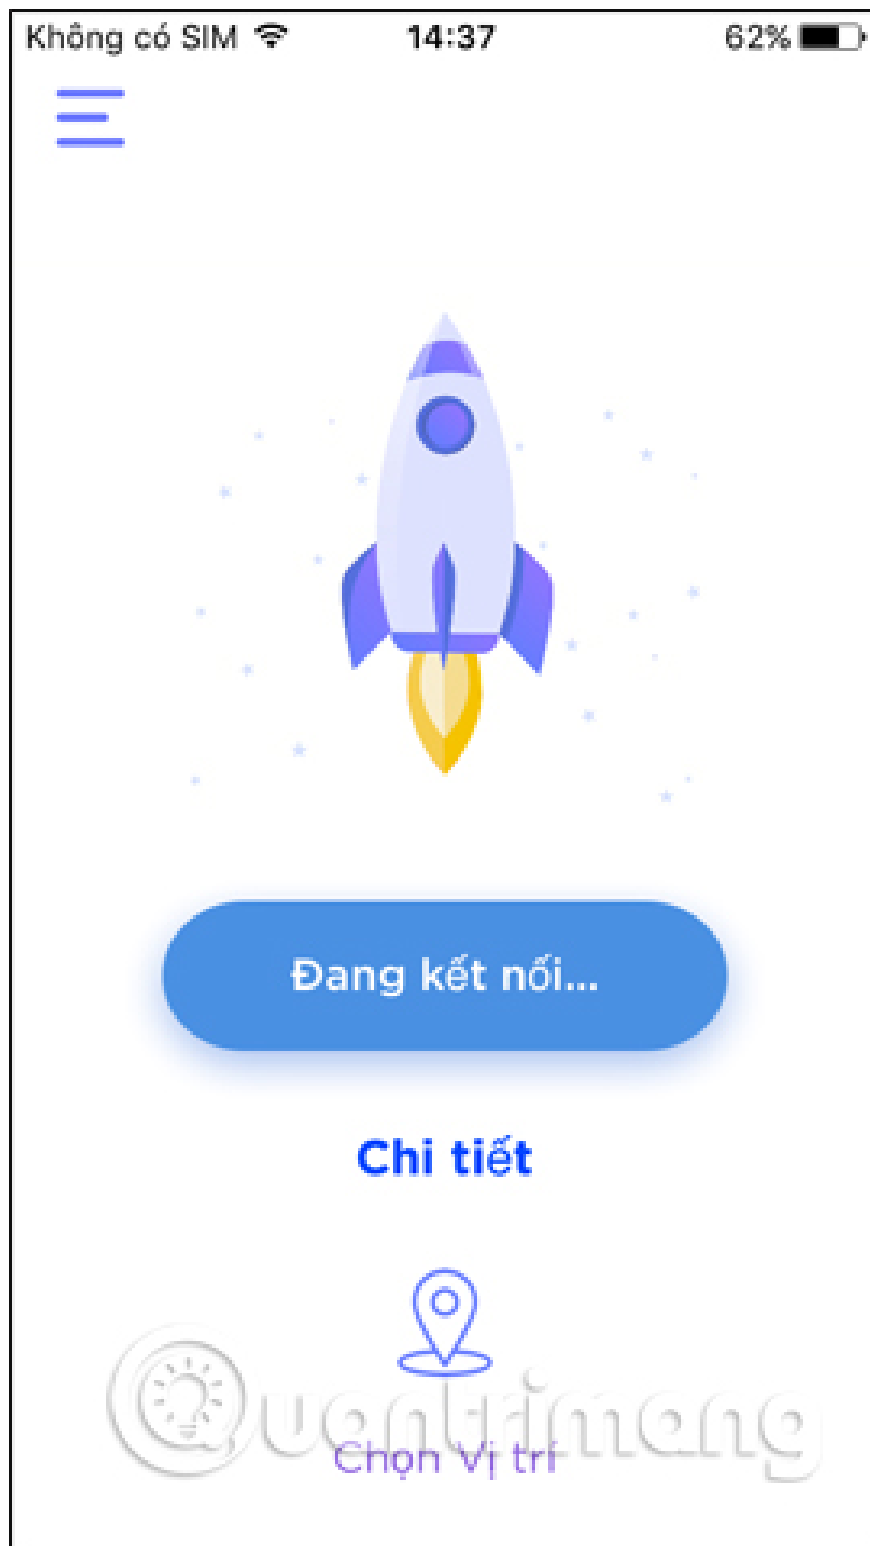 Không có SIM 14:37 62%
Đang kết nối...
Chi tiết
Quantrimang
Chọn Vị trí